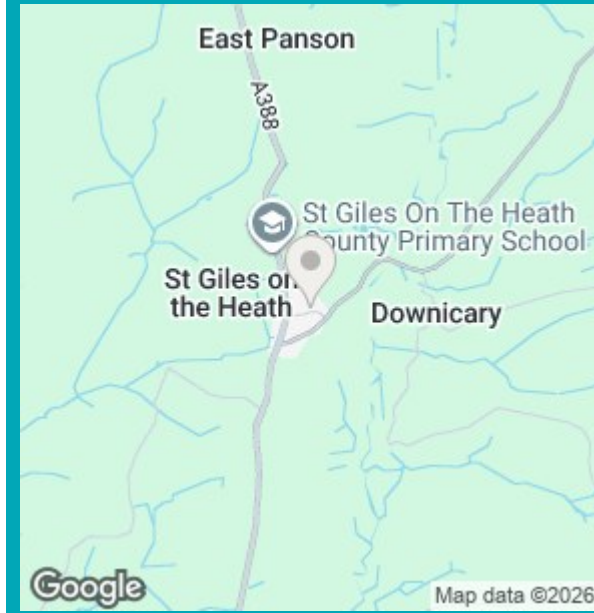 East Panson
A388
St Giles On The Heath
County Primary School
St Giles on
the Heath
Downicary
Google
Map data ©2026